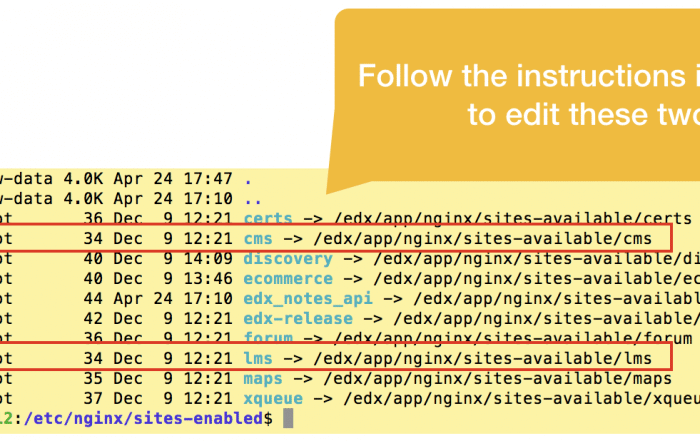 Follow the instructions i
to edit these two
w-data 4.0K Apr 24 17:47 .
w-data 4.0K Apr 24 17:10 ..
ot 36 Dec 9 12:21 certs -> /edx/app/nginx/sites-available/certs
ot 34 Dec 9 12:21 cms -> /edx/app/nginx/sites-available/cms
ot 40 Dec 9 14:09 discovery -> /edx/app/nginx/sites-available/di
ot 40 Dec 9 13:46 ecommerce -> /edx/app/nginx/sites-available/ec
ot 44 Apr 24 17:10 edx_notes_api -> /edx/app/nginx/sites-availabl
ot 42 Dec 9 12:21 edx-release -> /edx/app/nginx/sites-available/
ot 36 Dec 9 12:21 forum -> /edx/app/nginx/sites-available/forum
ot 34 Dec 9 12:21 lms -> /edx/app/nginx/sites-available/lms
ot 35 Dec 9 12:21 maps -> /edx/app/nginx/sites-available/maps
ot 37 Dec 9 12:21 xqueue -> /edx/app/nginx/sites-available/xqueu
12:/etc/nginx/sites-enabled$